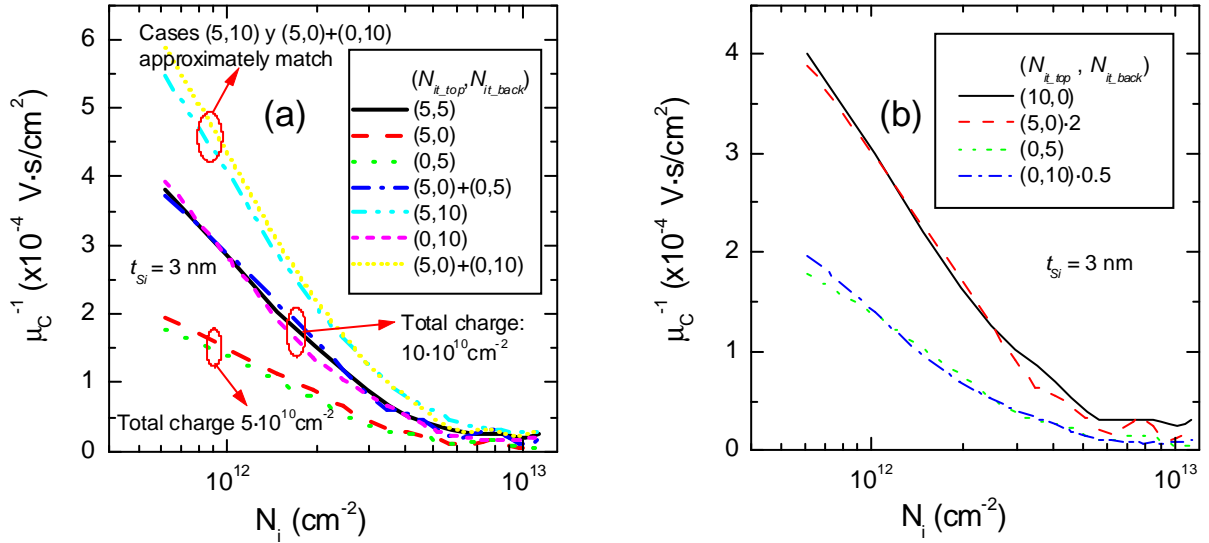 Cases (5,10) y (5,0)+(0,10)
approximately match
(a)
(N_it_top,N_it_back)
(5,5)
(5,0)
(0,5)
(5,0)+(0,5)
(5,10)
(0,10)
(5,0)+(0,10)
t_Si = 3 nm
Total charge:
10·10^10cm^-2
Total charge 5·10^10cm^-2
μ_C^-1 (x10^-4 V·s/cm^2)
6
5
4
3
2
1
0
10^12
10^13
N_i (cm^-2)
(b)
(N_it_top , N_it_back)
(10,0)
(5,0)·2
(0,5)
(0,10)·0.5
t_Si = 3 nm
μ_C^-1 (x10^-4 V·s/cm^2)
4
3
2
1
0
10^12
10^13
N_i (cm^-2)